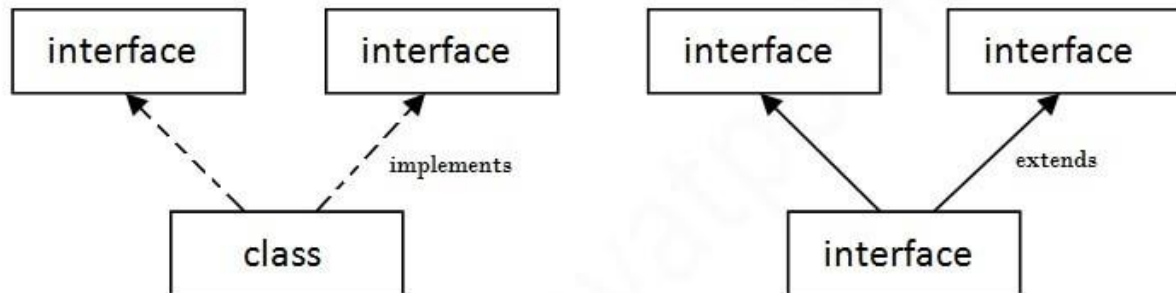 interface interface interface interface
implements extends
class interface